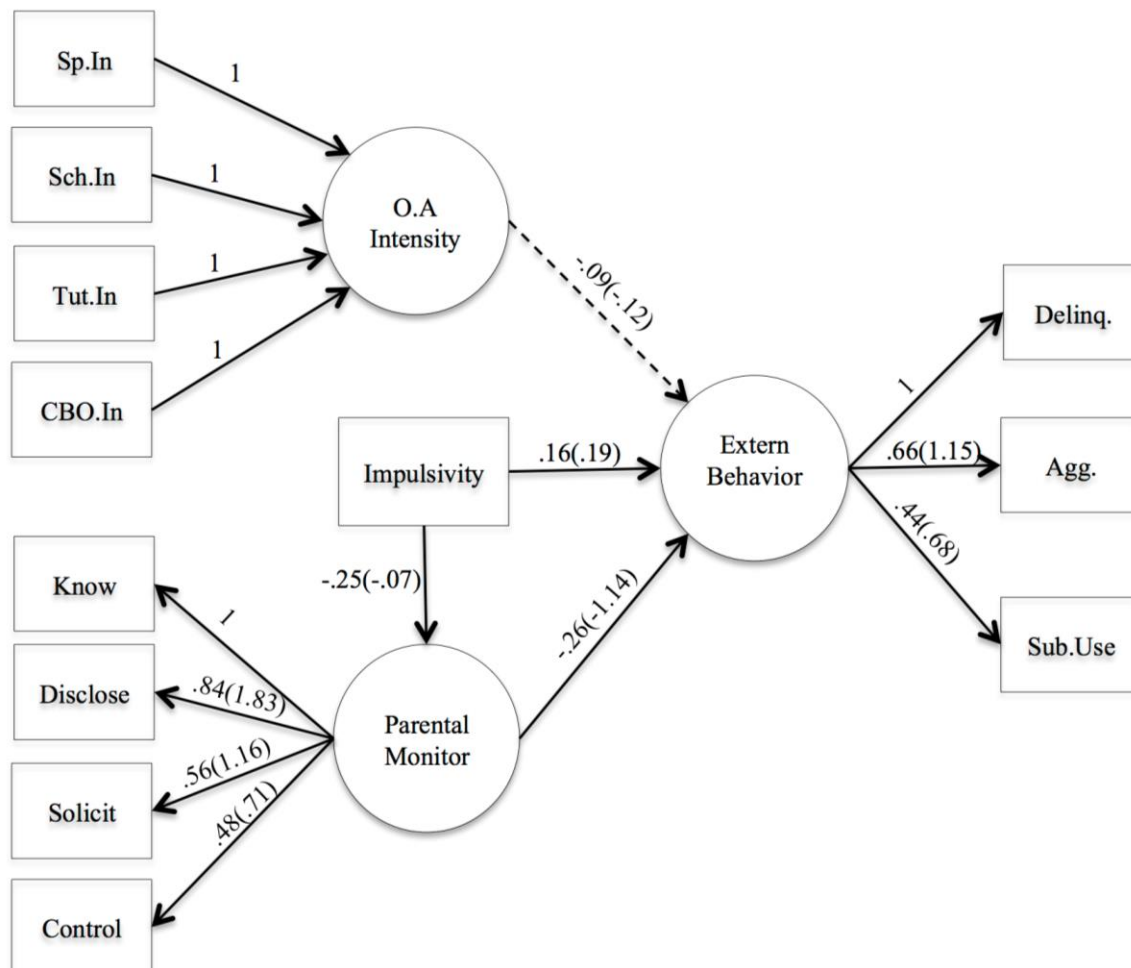 Sp.In
1
Sch.In
1
O.A
Intensity
Tut.In
1
CBO.In
1
-.09(-.12)
Impulsivity
.16(.19)
Extern
Behavior
1
Delinq.
.66(1.15)
Agg.
.44(.68)
Sub.Use
-.25(-.07)
-.26(-1.14)
Know
1
Disclose
.84(1.83)
Parental
Monitor
Solicit
.56(1.16)
.48(.71)
Control